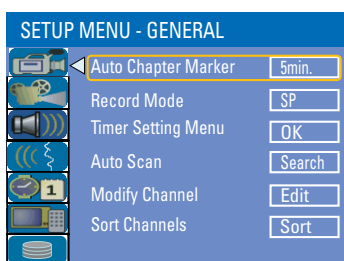 SETUP MENU - GENERAL
Auto Chapter Marker 5min.
Record Mode SP
Timer Setting Menu OK
Auto Scan Search
Modify Channel Edit
Sort Channels Sort
1